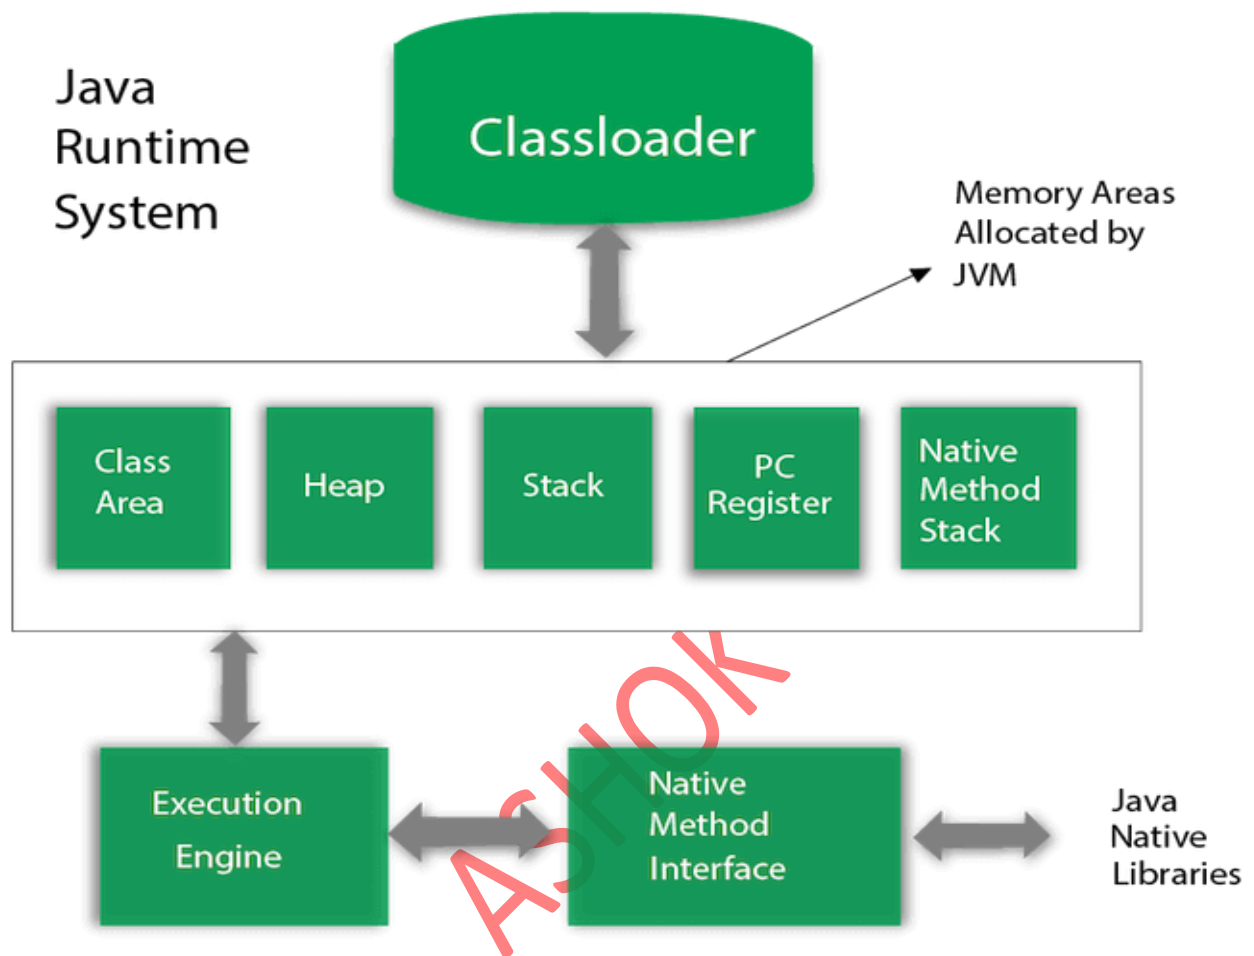 Java
Runtime
System
Classloader
Memory Areas
Allocated by
JVM
Class
Area
Heap
Stack
PC
Register
Native
Method
Stack
ASHOK
Execution
Engine
Native
Method
Interface
Java
Native
Libraries